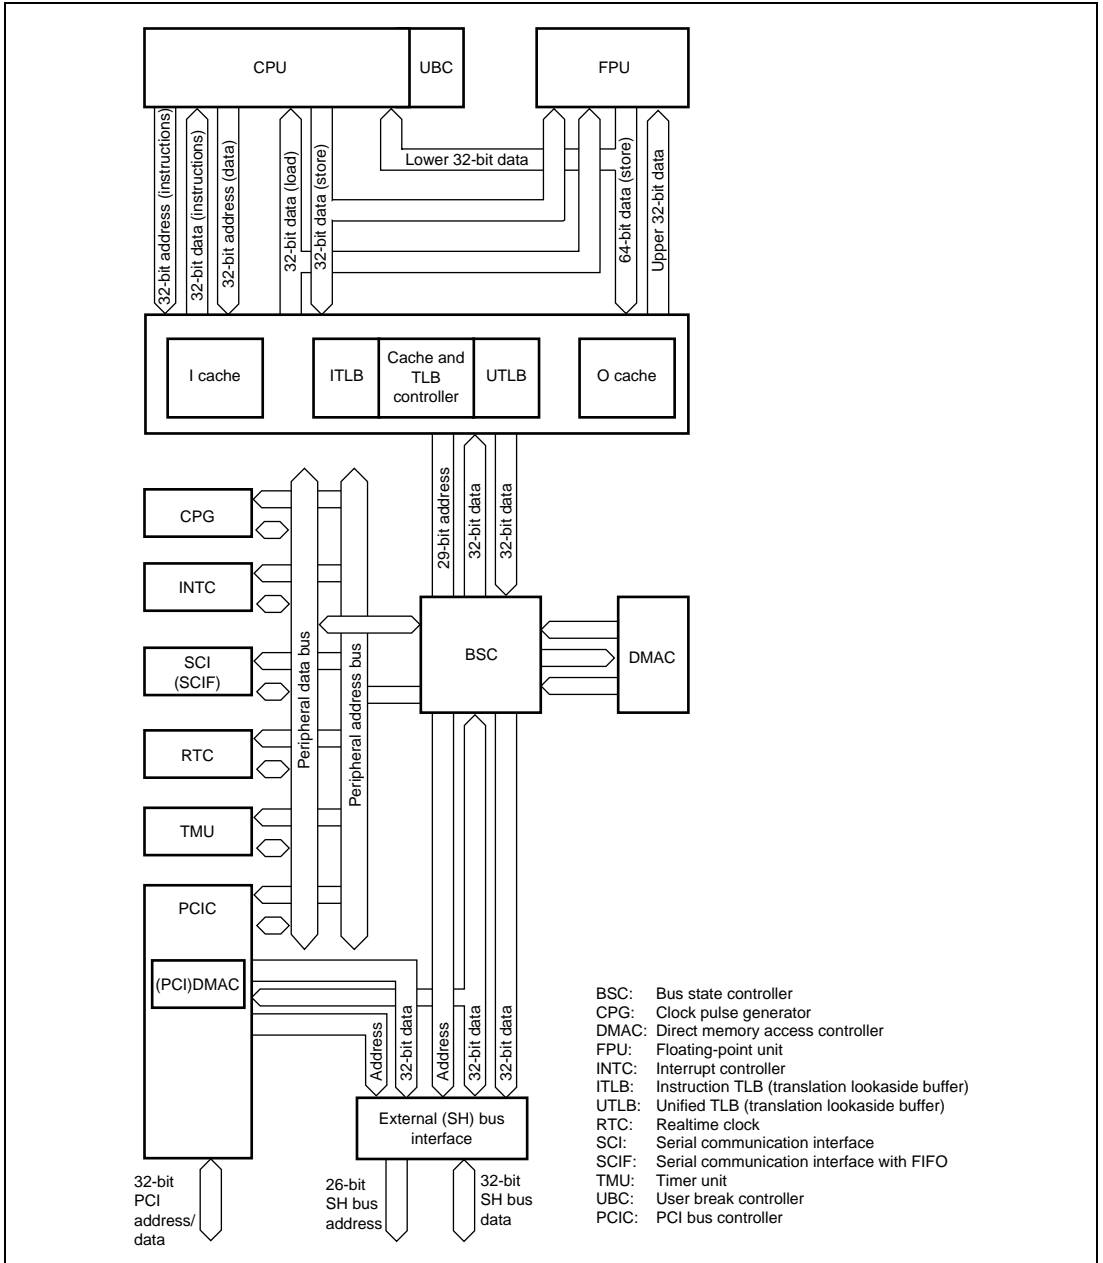 CPU
UBC
FPU
32-bit address (instructions)
32-bit data (instructions)
32-bit address (data)
32-bit data (load)
32-bit data (store)
Lower 32-bit data
64-bit data (store)
Upper 32-bit data
I cache
ITLB
Cache and
TLB
controller
UTLB
O cache
29-bit address
32-bit data
32-bit data
CPG
INTC
SCI
(SCIF)
RTC
TMU
PCIC
(PCI)DMAC
Peripheral data bus
Peripheral address bus
BSC
DMAC
Address
32-bit data
Address
32-bit data
32-bit data
External (SH) bus
interface
32-bit
PCI
address/
data
26-bit
SH bus
address
32-bit
SH bus
data
BSC: Bus state controller
CPG: Clock pulse generator
DMAC: Direct memory access controller
FPU: Floating-point unit
INTC: Interrupt controller
ITLB: Instruction TLB (translation lookaside buffer)
UTLB: Unified TLB (translation lookaside buffer)
RTC: Realtime clock
SCI: Serial communication interface
SCIF: Serial communication interface with FIFO
TMU: Timer unit
UBC: User break controller
PCIC: PCI bus controller